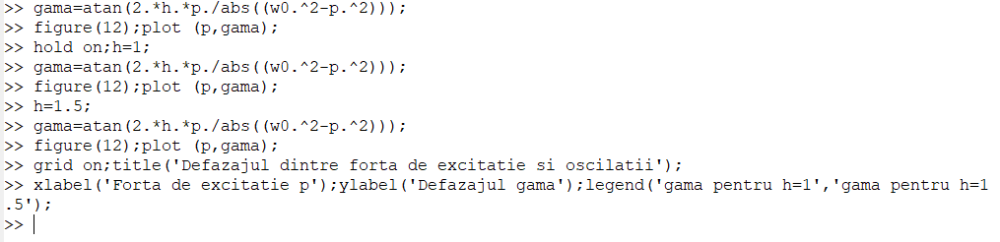 >> gama=atan(2.*h.*p./abs((w0.^2-p.^2)));
>> figure(12);plot (p,gama);
>> hold on;h=1;
>> gama=atan(2.*h.*p./abs((w0.^2-p.^2)));
>> figure(12);plot (p,gama);
>> h=1.5;
>> gama=atan(2.*h.*p./abs((w0.^2-p.^2)));
>> figure(12);plot (p,gama);
>> grid on;title('Defazajul dintre forta de excitatie si oscilatii');
>> xlabel('Forta de excitatie p');ylabel('Defazajul gama');legend('gama pentru h=1','gama pentru h=1
.5');
>>